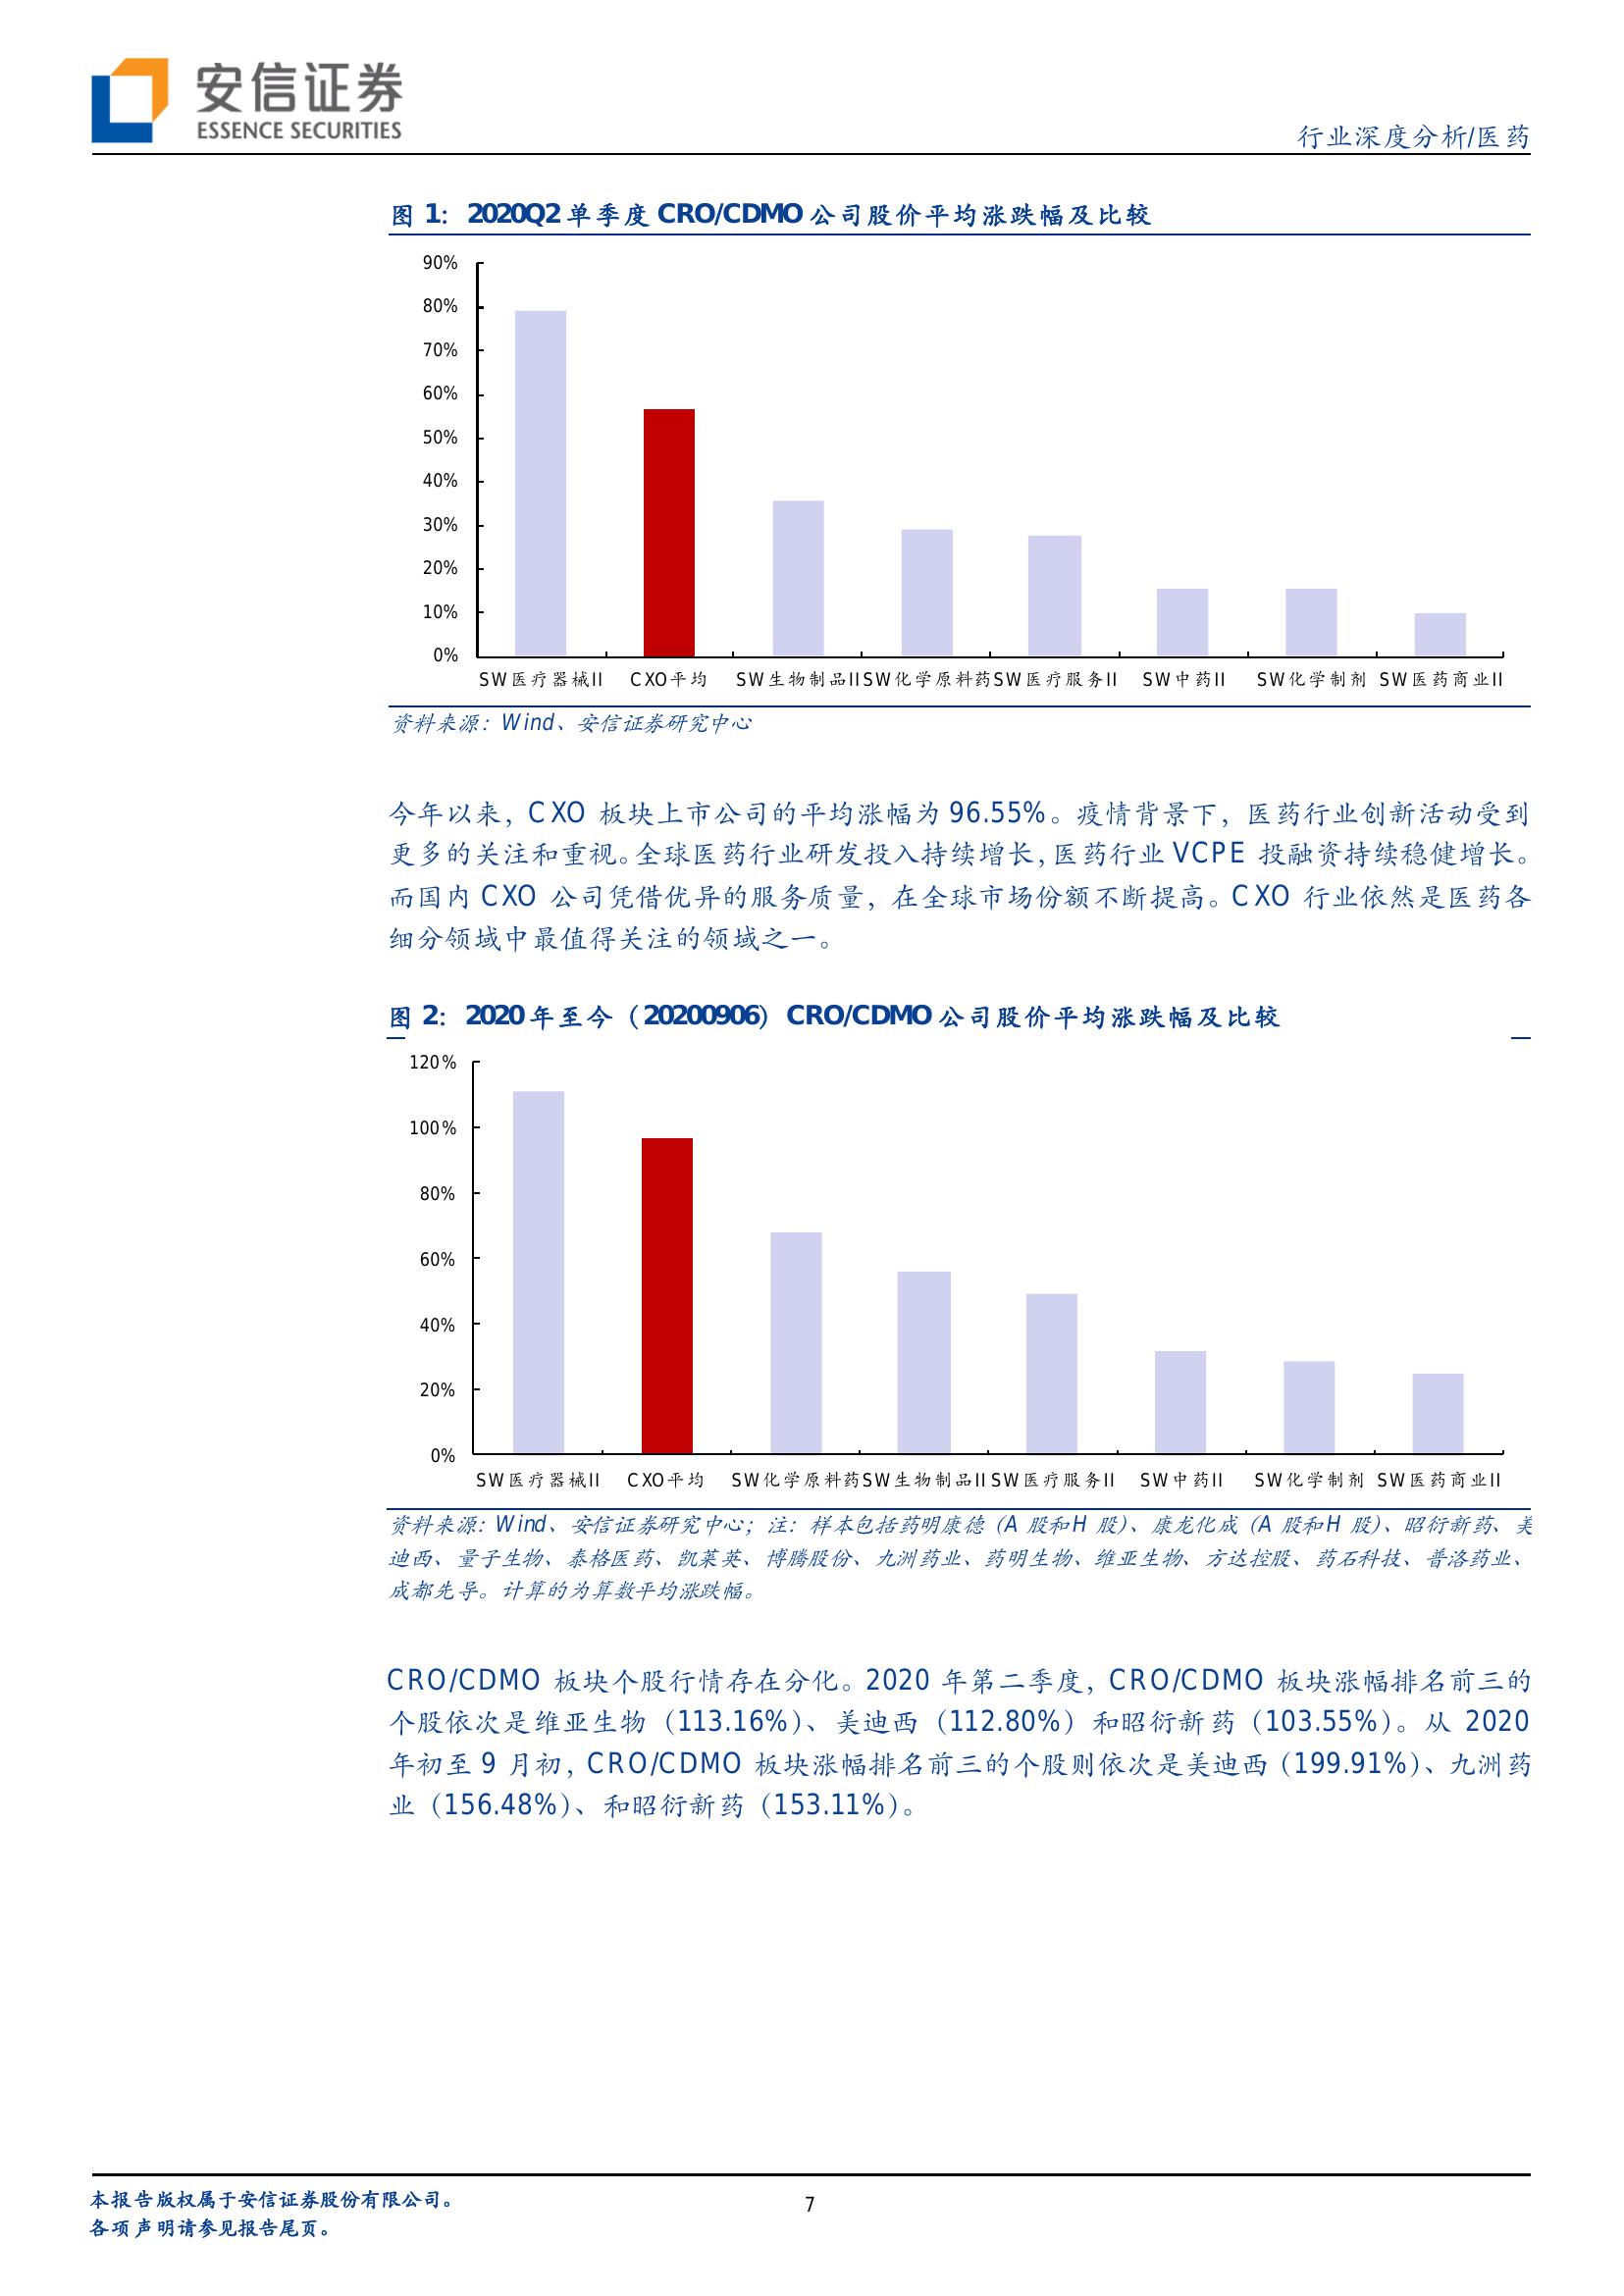 安信证券
ESSENCE SECURITIES
行业深度分析/医药
图 1：2020Q2 单季度 CRO/CDMO 公司股价平均涨跌幅及比较
90%
80%
70%
60%
50%
40%
30%
20%
10%
0%
SW医疗器械II CXO平均 SW生物制品II SW化学原料药 SW医疗服务II SW中药II SW化学制剂 SW医药商业II
资料来源：Wind、安信证券研究中心
今年以来，CXO 板块上市公司的平均涨幅为 96.55%。疫情背景下，医药行业创新活动受到
更多的关注和重视。全球医药行业研发投入持续增长，医药行业 VCPE 投融资持续稳健增长。
而国内 CXO 公司凭借优异的服务质量，在全球市场份额不断提高。CXO 行业依然是医药各
细分领域中最值得关注的领域之一。
图 2：2020 年至今（20200906）CRO/CDMO 公司股价平均涨跌幅及比较
120%
100%
80%
60%
40%
20%
0%
SW医疗器械II CXO平均 SW化学原料药 SW生物制品II SW医疗服务II SW中药II SW化学制剂 SW医药商业II
资料来源：Wind、安信证券研究中心；注：样本包括药明康德（A 股和H 股）、康龙化成（A 股和H 股）、昭衍新药、美
迪西、量子生物、泰格医药、凯莱英、博腾股份、九洲药业、药明生物、维亚生物、方达控股、药石科技、普洛药业、
成都先导。计算的为算数平均涨跌幅。
CRO/CDMO 板块个股行情存在分化。2020 年第二季度，CRO/CDMO 板块涨幅排名前三的
个股依次是维亚生物（113.16%）、美迪西（112.80%）和昭衍新药（103.55%）。从 2020
年初至 9 月初，CRO/CDMO 板块涨幅排名前三的个股则依次是美迪西（199.91%）、九洲药
业（156.48%）、和昭衍新药（153.11%）。
本报告版权属于安信证券股份有限公司。
各项声明请参见报告尾页。
7